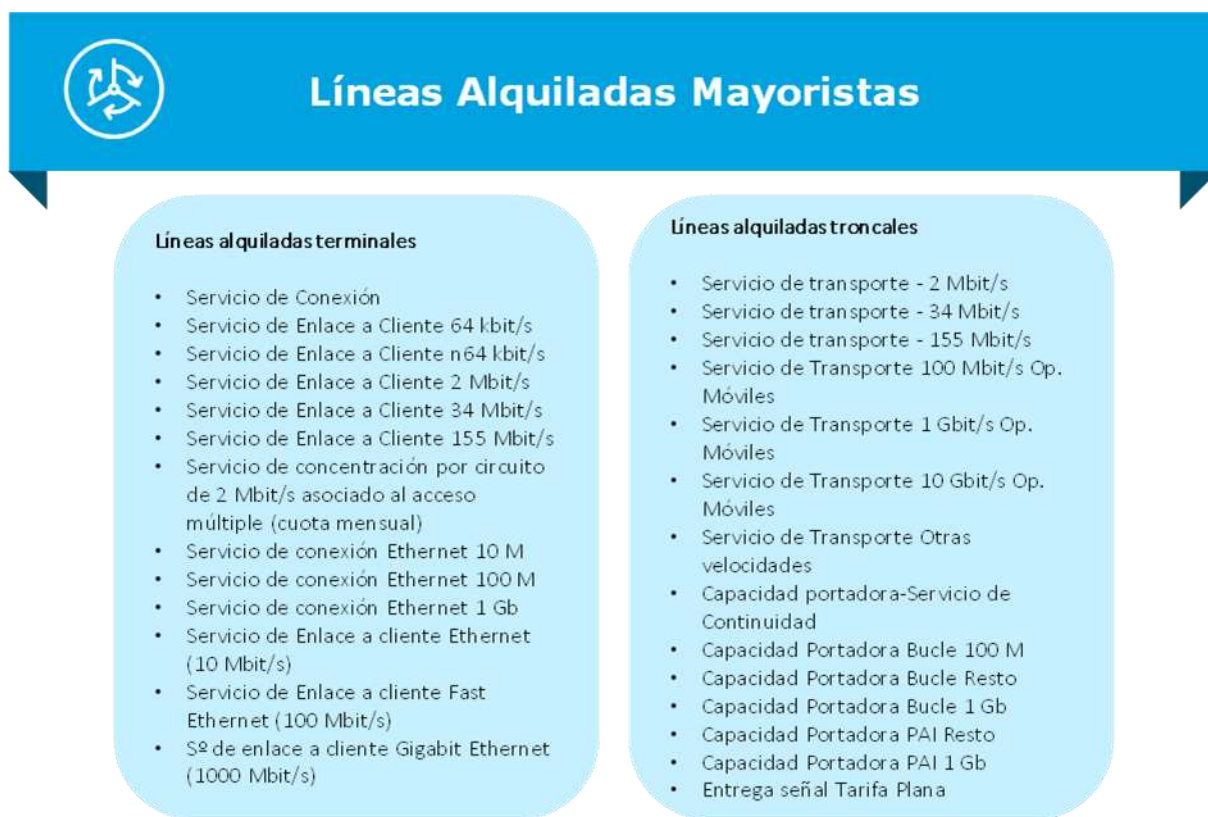 Líneas Alquiladas Mayoristas
Líneas alquiladas terminales
• Servicio de Conexión
• Servicio de Enlace a Cliente 64 kbit/s
• Servicio de Enlace a Cliente n64 kbit/s
• Servicio de Enlace a Cliente 2 Mbit/s
• Servicio de Enlace a Cliente 34 Mbit/s
• Servicio de Enlace a Cliente 155 Mbit/s
• Servicio de concentración por circuito
de 2 Mbit/s asociado al acceso
múltiple (cuota mensual)
• Servicio de conexión Ethernet 10 M
• Servicio de conexión Ethernet 100 M
• Servicio de conexión Ethernet 1 Gb
• Servicio de Enlace a cliente Ethernet
(10 Mbit/s)
• Servicio de Enlace a cliente Fast
Ethernet (100 Mbit/s)
• Sº de enlace a cliente Gigabit Ethernet
(1000 Mbit/s)
Líneas alquiladas troncales
• Servicio de transporte - 2 Mbit/s
• Servicio de transporte - 34 Mbit/s
• Servicio de transporte - 155 Mbit/s
• Servicio de Transporte 100 Mbit/s Op.
Móviles
• Servicio de Transporte 1 Gbit/s Op.
Móviles
• Servicio de Transporte 10 Gbit/s Op.
Móviles
• Servicio de Transporte Otras
velocidades
• Capacidad portadora-Servicio de
Continuidad
• Capacidad Portadora Bucle 100 M
• Capacidad Portadora Bucle Resto
• Capacidad Portadora Bucle 1 Gb
• Capacidad Portadora PAI Resto
• Capacidad Portadora PAI 1 Gb
• Entrega señal Tarifa Plana